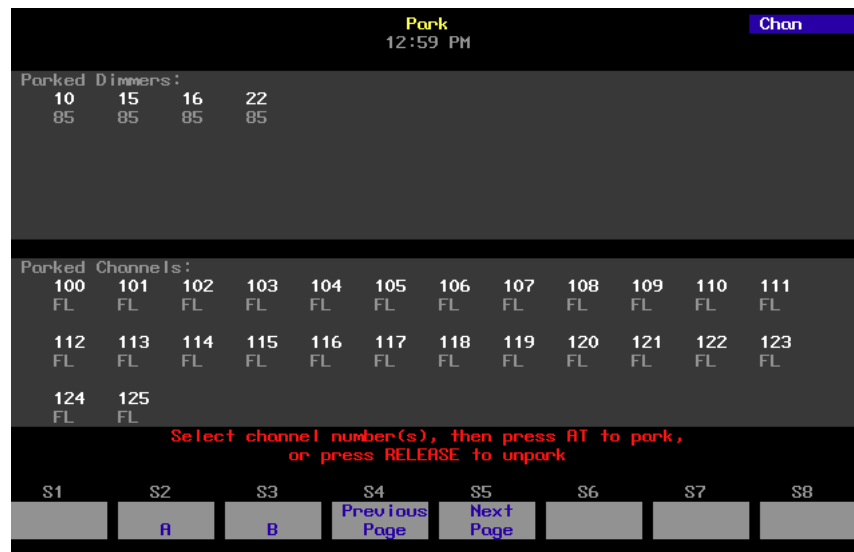 Park
Chan
12:59 PM
Parked Dimmers:
10 15 16 22
85 85 85 85
Parked Channels:
100 101 102 103 104 105 106 107 108 109 110 111
FL FL FL FL FL FL FL FL FL FL FL FL
112 113 114 115 116 117 118 119 120 121 122 123
FL FL FL FL FL FL FL FL FL FL FL FL
124 125
FL FL
Select channel number(s), then press AT to park,
or press RELEASE to unpark
S1 S2 S3 S4 S5 S6 S7 S8
Previous Next
A B Page Page